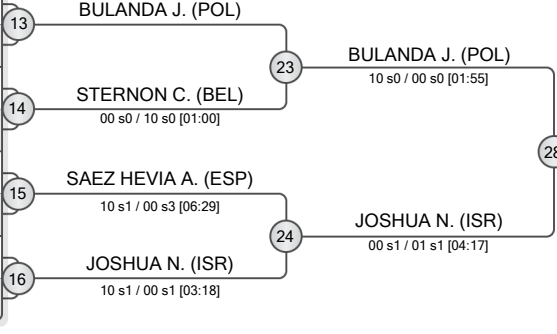 13
BULANDA J. (POL)
23
BULANDA J. (POL)
10 s0 / 00 s0 [01:55]
14
STERNON C. (BEL)
00 s0 / 10 s0 [01:00]
28
15
SAEZ HEVIA A. (ESP)
10 s1 / 00 s3 [06:29]
24
JOSHUA N. (ISR)
00 s1 / 01 s1 [04:17]
16
JOSHUA N. (ISR)
10 s1 / 00 s1 [03:18]